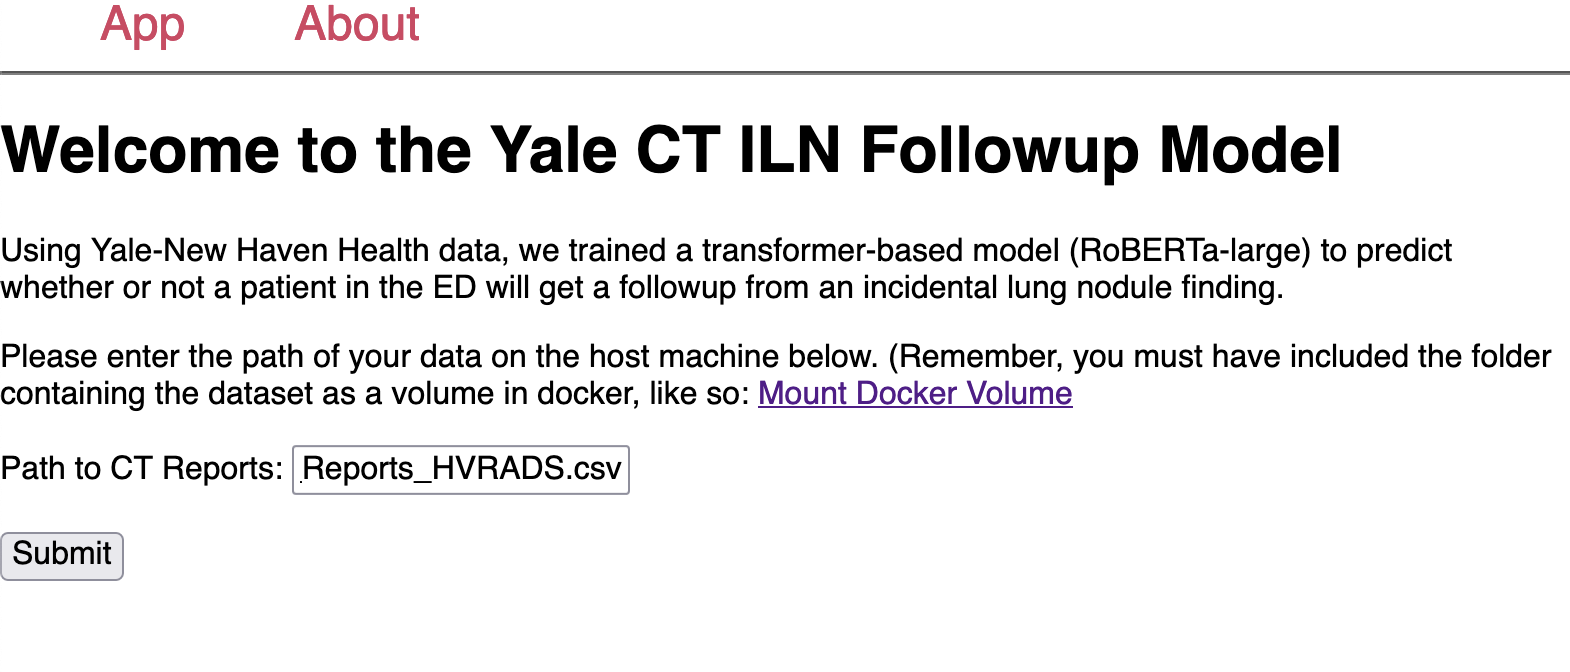 App About
Welcome to the Yale CT ILN Followup Model
Using Yale-New Haven Health data, we trained a transformer-based model (RoBERTa-large) to predict
whether or not a patient in the ED will get a followup from an incidental lung nodule finding.
Please enter the path of your data on the host machine below. (Remember, you must have included the folder
containing the dataset as a volume in docker, like so: Mount Docker Volume
Path to CT Reports: Reports_HVRADS.csv
Submit